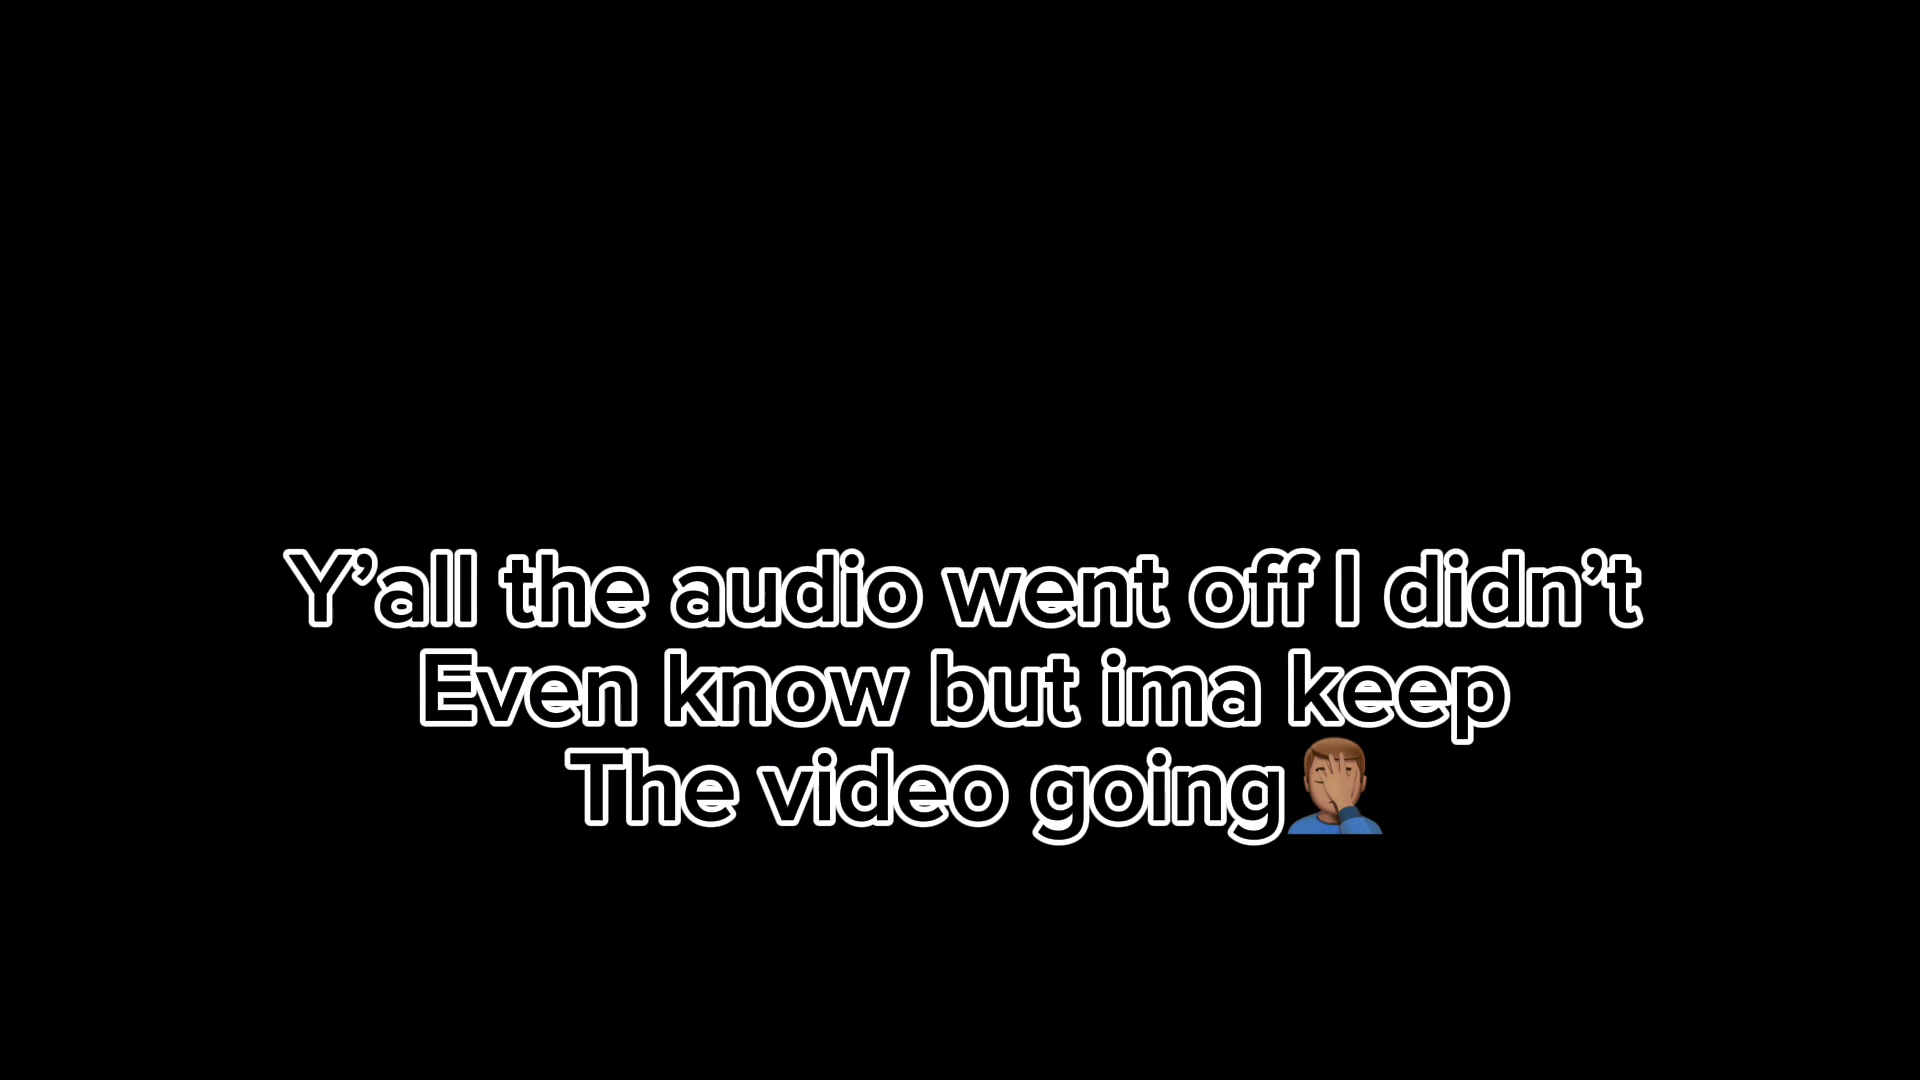 Y’all the audio went off I didn’t
Even know but ima keep
The video going🤦🏽‍♂️